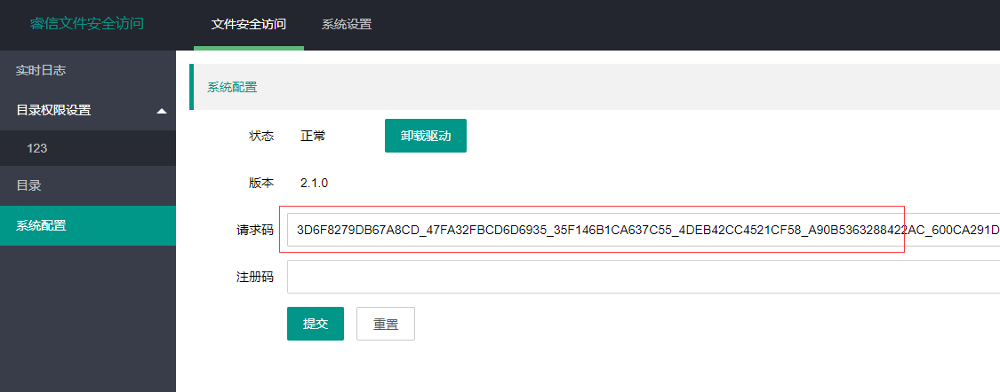 睿信文件安全访问
文件安全访问 系统设置
实时日志
目录权限设置
123
目录
系统配置
系统配置
状态 正常 卸载驱动
版本 2.1.0
请求码 3D6F8279DB67A8CD_47FA32FBCD6D6935_35F146B1CA637C55_4DEB42CC4521CF58_A90B5363288422AC_600CA291D
注册码
提交 重置